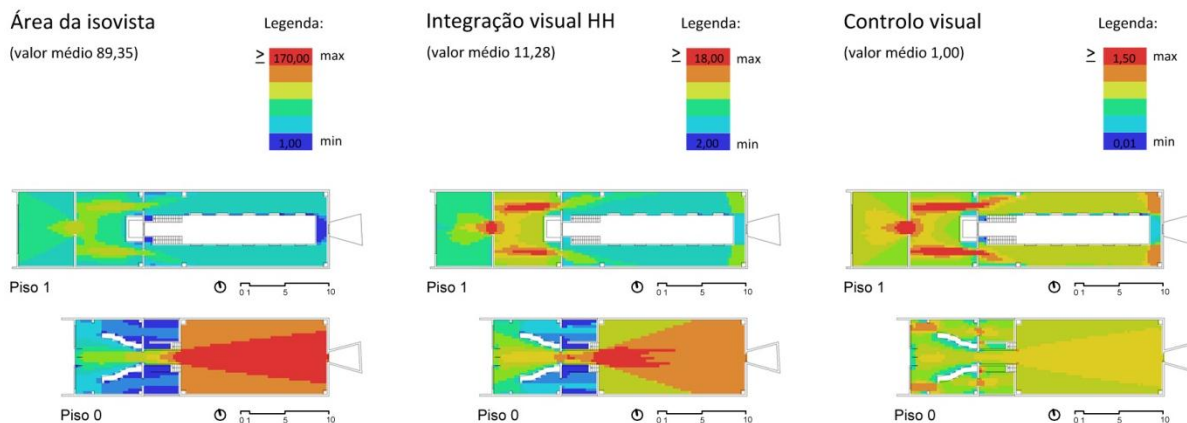 Área da isovista
(valor médio 89,35)
Legenda:
≥ 170,00 max
1,00 min
Piso 1
0 1 5 10
Piso 0
0 1 5 10
Integração visual HH
(valor médio 11,28)
Legenda:
≥ 18,00 max
2,00 min
Piso 1
0 1 5 10
Piso 0
0 1 5 10
Controlo visual
(valor médio 1,00)
Legenda:
≥ 1,50 max
0,01 min
Piso 1
0 1 5 10
Piso 0
0 1 5 10